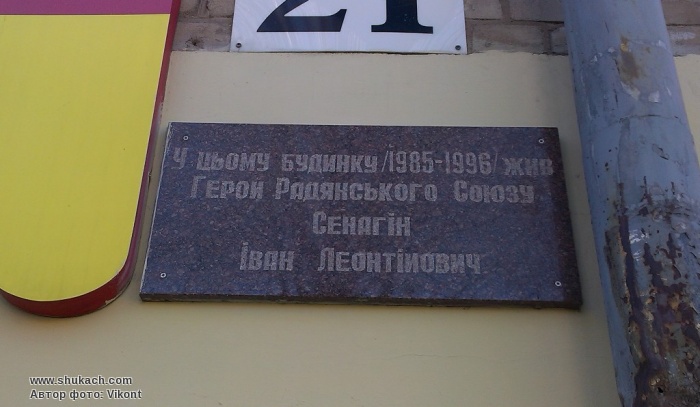 21
У цьому будинку /1985-1996/ жив
Герой Радянського Союзу
Сенагін
Іван Леонтійович
www.shukach.com
Автор фото: Vikont